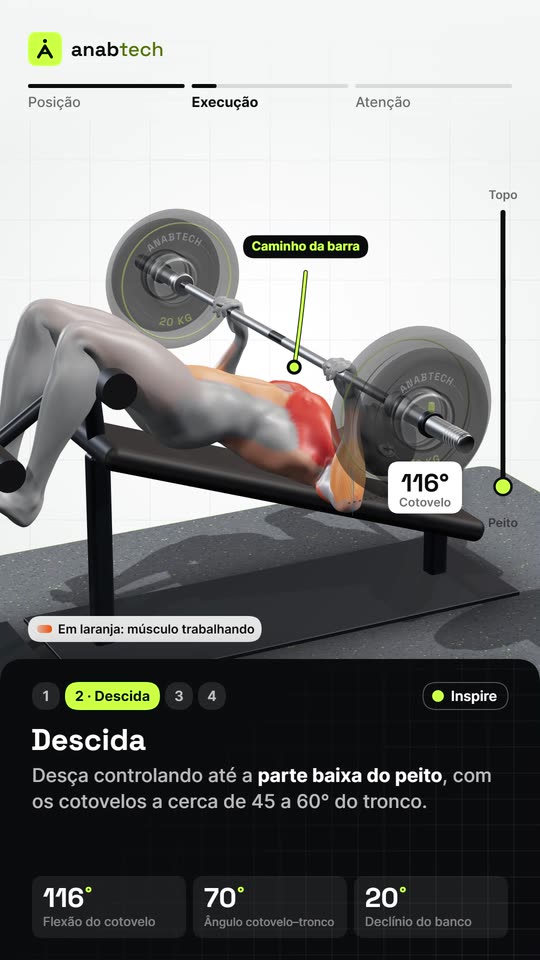 anabtech
Posição
Execução
Atenção
Topo
Caminho da barra
ANABTECH
20 KG
ANABTECH
KG
116°
Cotovelo
Peito
Em laranja: músculo trabalhando
1
2 · Descida
3
4
Inspire
Descida
Desça controlando até a parte baixa do peito, com
os cotovelos a cerca de 45 a 60° do tronco.
116°
Flexão do cotovelo
70°
Ângulo cotovelo–tronco
20°
Declínio do banco